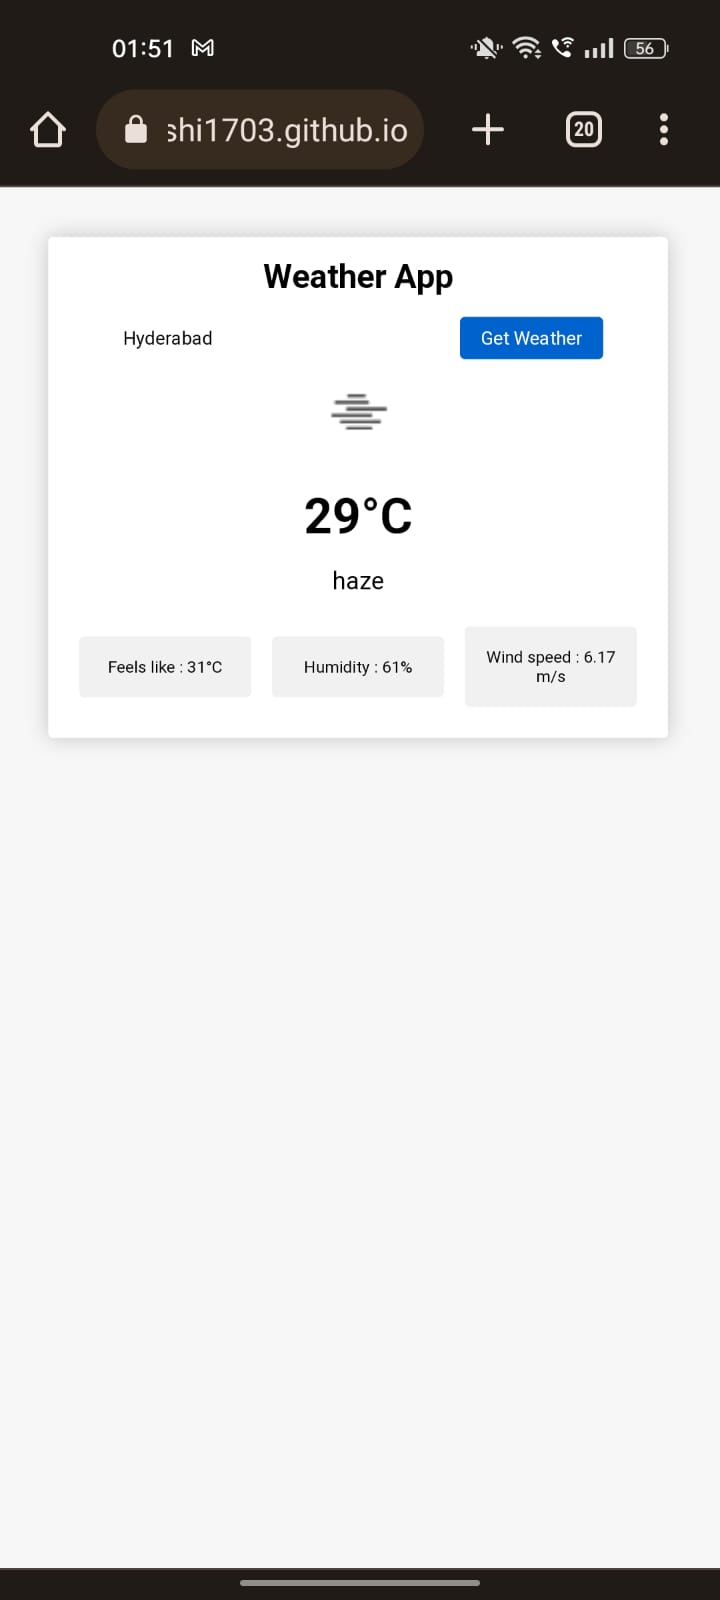 01:51
56
shi1703.github.io
20
Weather App
Hyderabad
Get Weather
29°C
haze
Feels like : 31°C
Humidity : 61%
Wind speed : 6.17
m/s